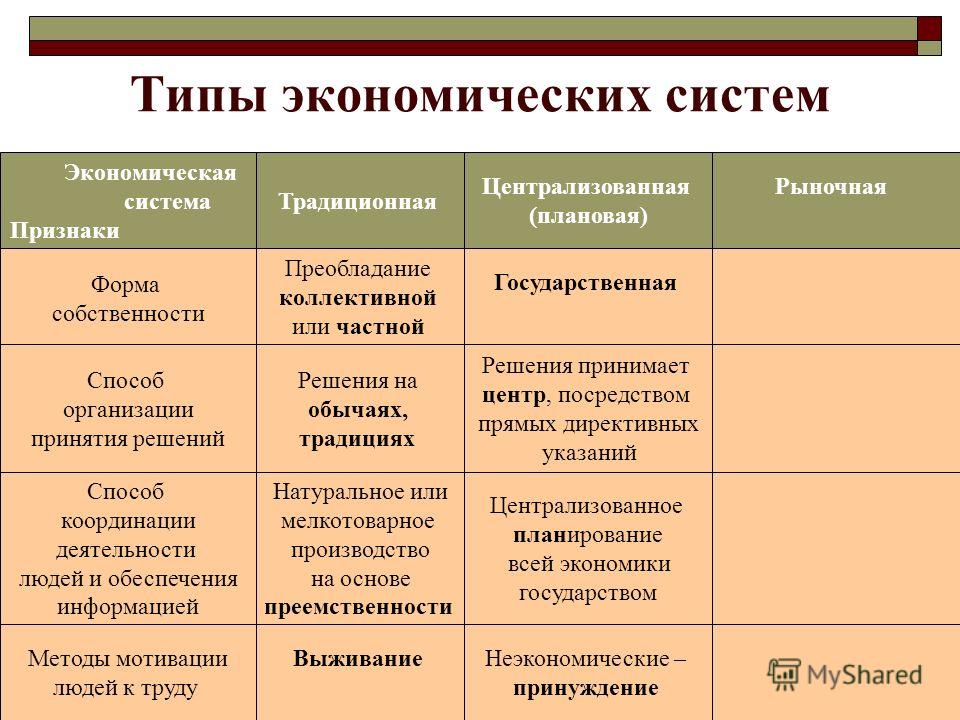 Типы экономических систем
Экономическая
система
Признаки
Традиционная
Централизованная
(плановая)
Рыночная
Форма
собственности
Преобладание
коллективной
или частной
Государственная
Способ
организации
принятия решений
Решения на
обычаях,
традициях
Решения принимает
центр, посредством
прямых директивных
указаний
Способ
координации
деятельности
людей и обеспечения
информацией
Натуральное или
мелкотоварное
производство
на основе
преемственности
Централизованное
планирование
всей экономики
государством
Методы мотивации
людей к труду
Выживание
Неэкономические –
принуждение
MyShared